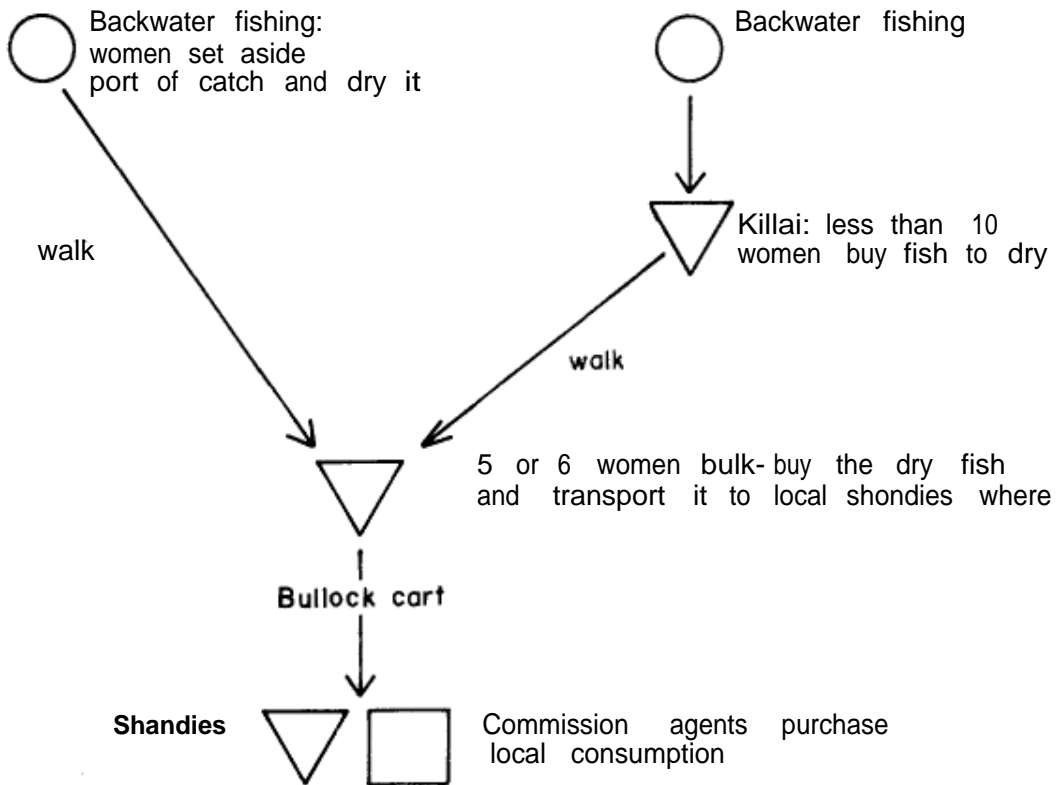 Backwater fishing:
women set aside
port of catch and dry it
Backwater fishing
walk
Killai: less than 10
women buy fish to dry
walk
5 or 6 women bulk- buy the dry fish
and transport it to local shondies where
Bullock cart
Shandies
Commission agents purchase
local consumption